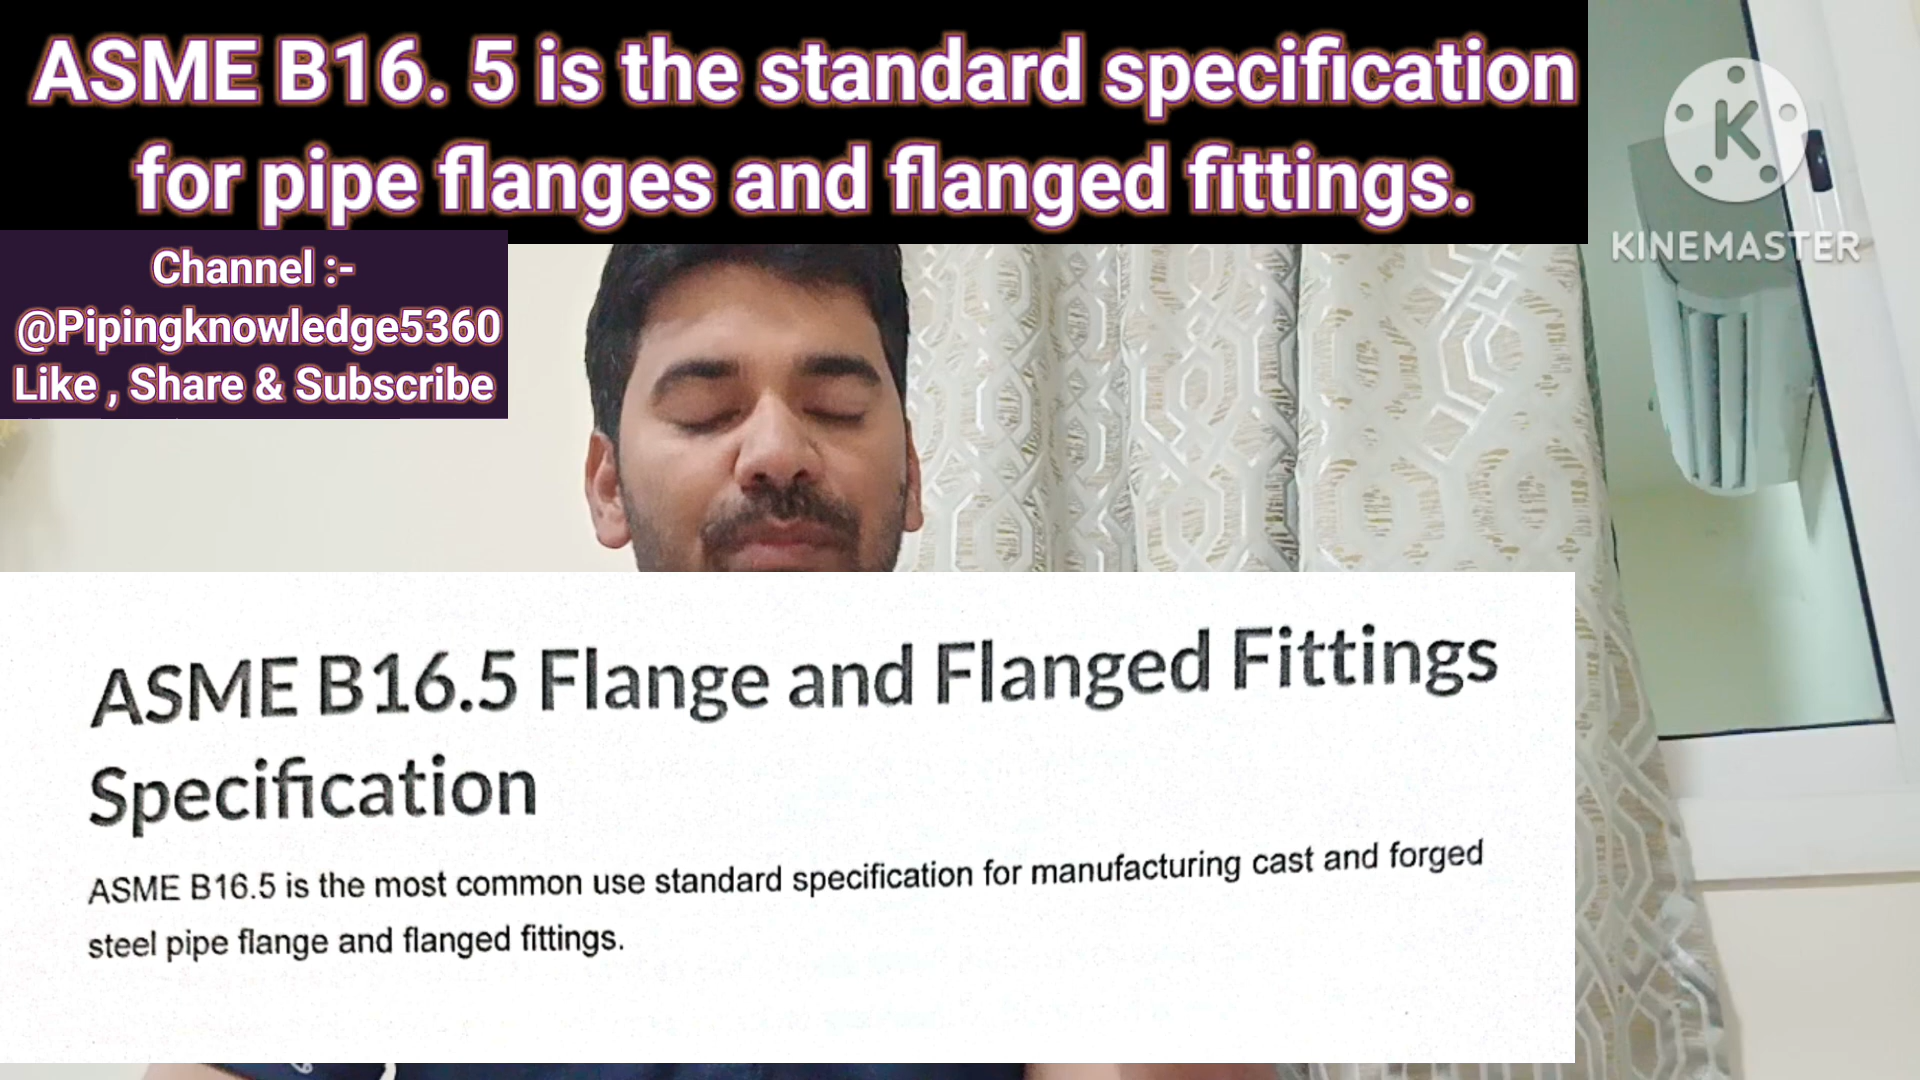 ASME B16. 5 is the standard specification
for pipe flanges and flanged fittings.
Channel :-
@Pipingknowledge5360
Like , Share & Subscribe
K
KINEMASTER
ASME B16.5 Flange and Flanged Fittings
Specification
ASME B16.5 is the most common use standard specification for manufacturing cast and forged
steel pipe flange and flanged fittings.